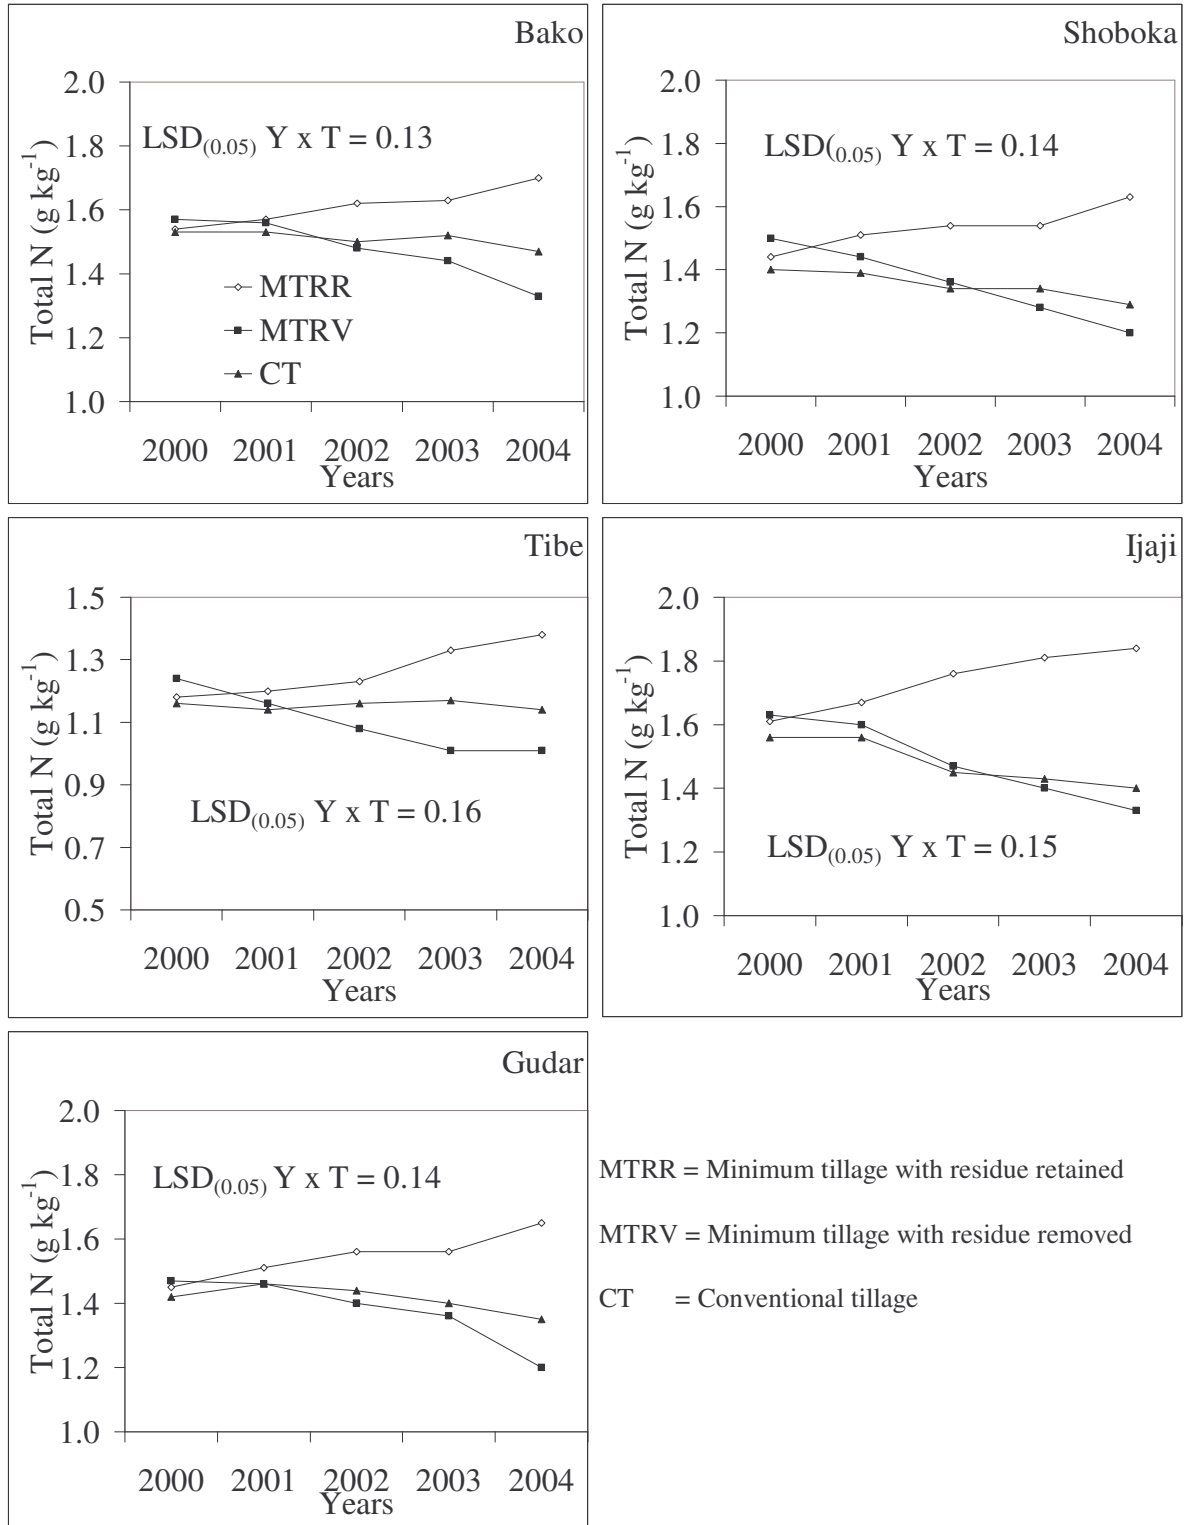 Bako
2.0
1.8
1.6
1.4
1.2
1.0
Total N (g kg-1)
LSD(0.05) Y x T = 0.13
MTRR
MTRV
CT
2000 2001 2002 2003 2004
Years
Shoboka
2.0
1.8
1.6
1.4
1.2
1.0
Total N (g kg-1)
LSD(0.05) Y x T = 0.14
2000 2001 2002 2003 2004
Years
Tibe
1.5
1.3
1.1
0.9
0.7
0.5
Total N (g kg-1)
LSD(0.05) Y x T = 0.16
2000 2001 2002 2003 2004
Years
Ijaji
2.0
1.8
1.6
1.4
1.2
1.0
Total N (g kg-1)
LSD(0.05) Y x T = 0.15
2000 2001 2002 2003 2004
Years
Gudar
2.0
1.8
1.6
1.4
1.2
1.0
Total N (g kg-1)
LSD(0.05) Y x T = 0.14
2000 2001 2002 2003 2004
Years
MTRR = Minimum tillage with residue retained
MTRV = Minimum tillage with residue removed
CT = Conventional tillage